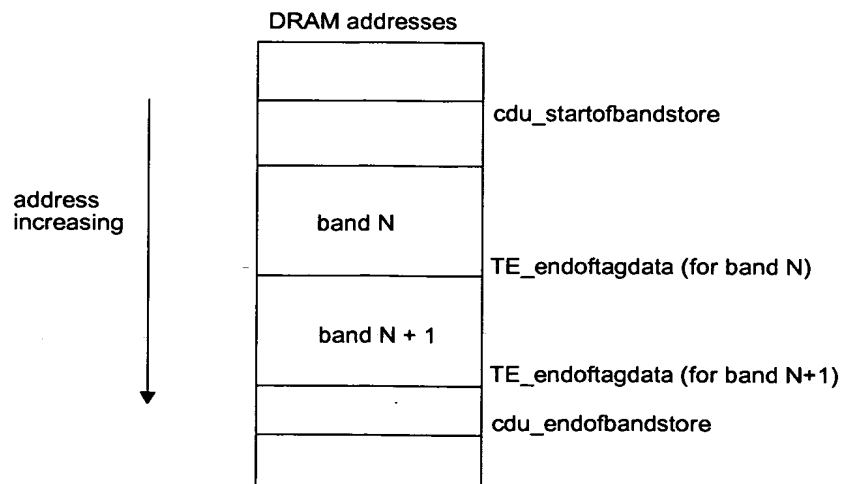 DRAM addresses
cdu_startofbandstore
address
increasing
band N
TE_endoftagdata (for band N)
band N + 1
TE_endoftagdata (for band N+1)
cdu_endofbandstore